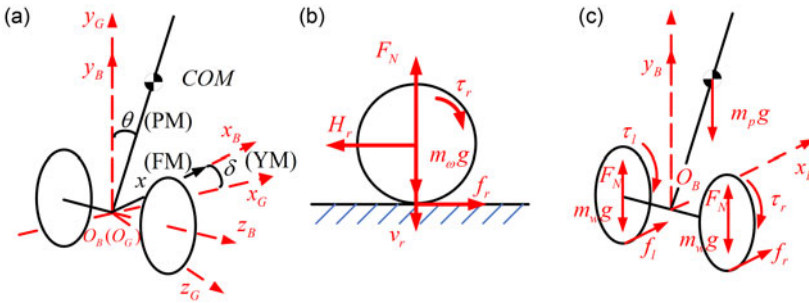 (a)
y_G
y_B
COM
θ (PM)
x_B
(FM)
δ (YM)
x
x_G
O_B(O_G)
z_B
z_G
(b)
F_N
τ_r
H_r
m_ω g
f_r
v_r
(c)
y_B
m_p g
τ_l
O_B
F_N
F_N
τ_r
m_w g
m_w g
f_l
f_r